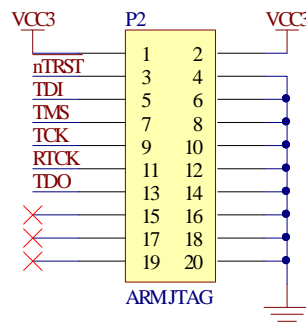 VCC3 P2 VCC3
1 2
nTRST 3 4
TDI 5 6
TMS 7 8
TCK 9 10
RTCK 11 12
TDO 13 14
15 16
17 18
19 20
ARMJTAG